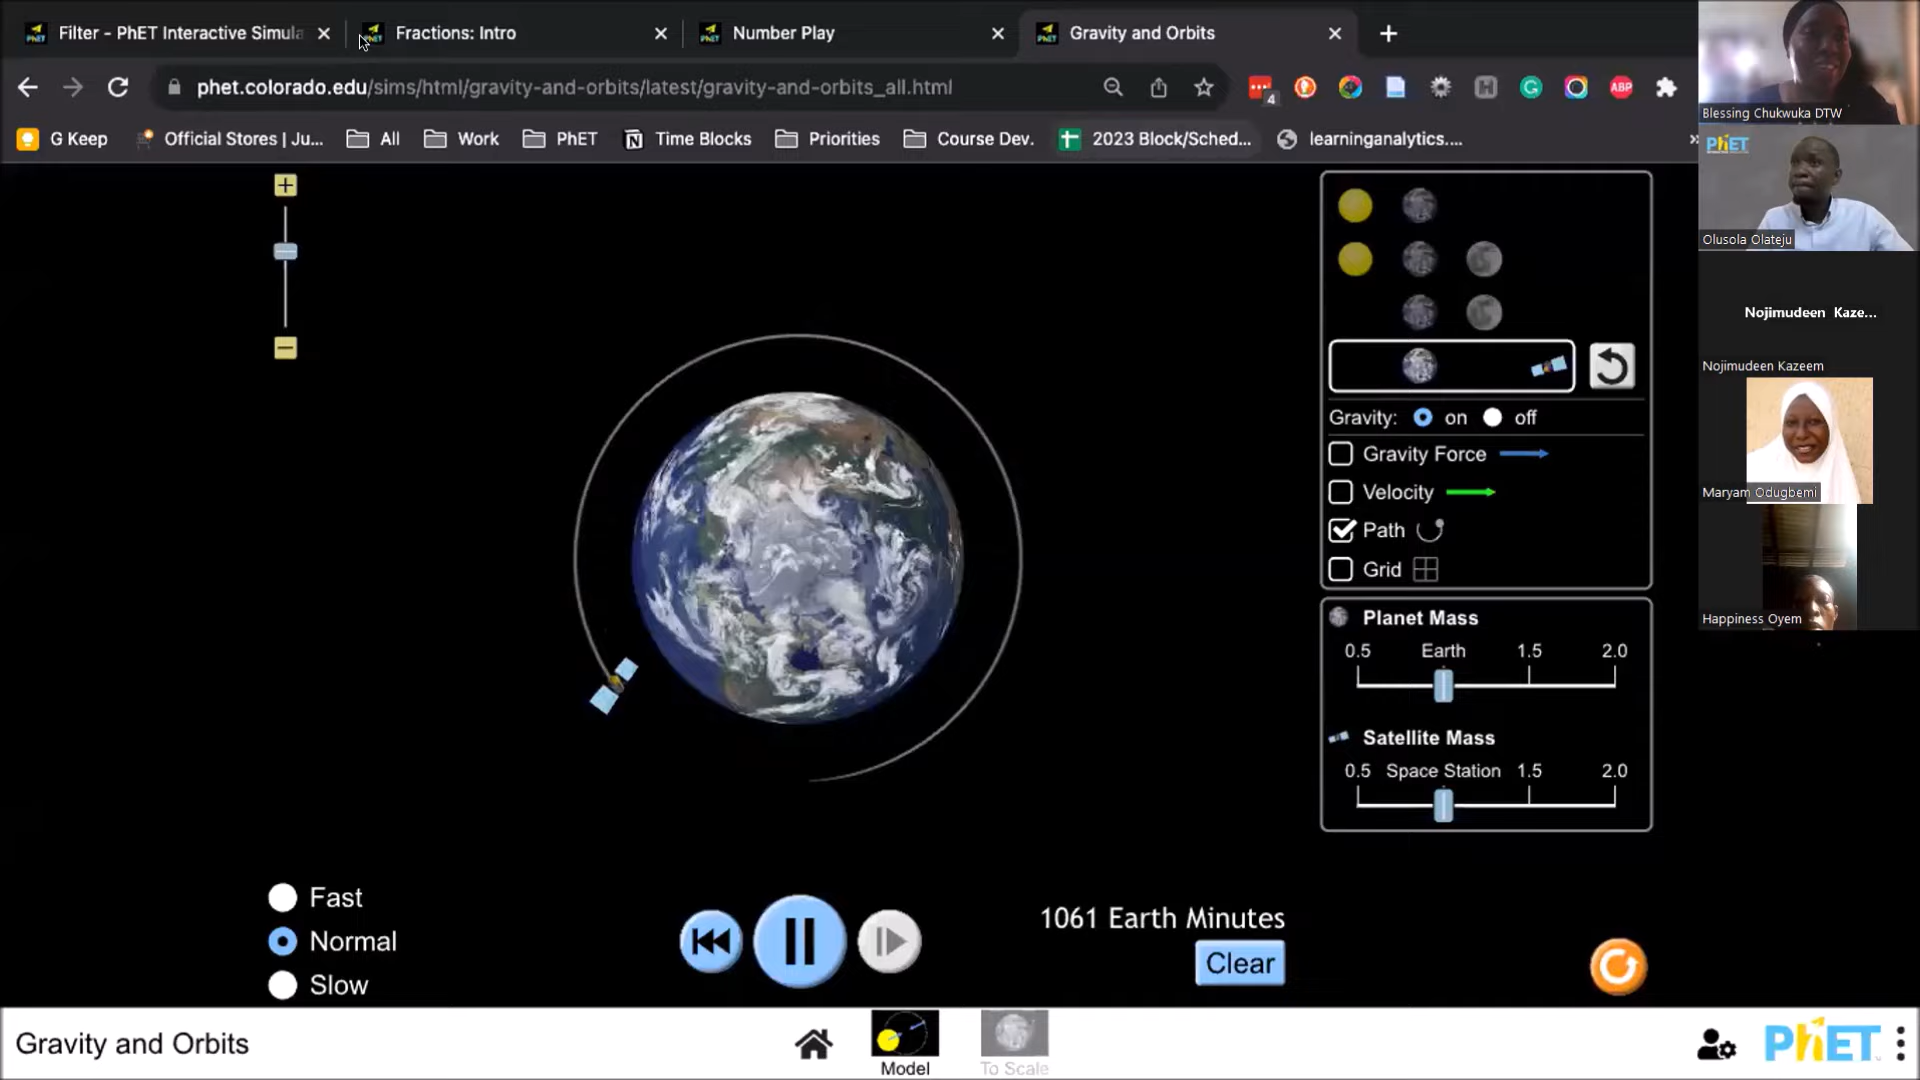 Filter - PhET Interactive Simula
Fractions: Intro
Number Play
Gravity and Orbits
phet.colorado.edu/sims/html/gravity-and-orbits/latest/gravity-and-orbits_all.html
4
ABP
G Keep
Official Stores | Ju...
All
Work
PhET
Time Blocks
Priorities
Course Dev.
2023 Block/Sched...
learninganalytics....
»
Blessing Chukwuka DTW
PhET
Olusola Olateju
Nojimudeen Kaze...
Nojimudeen Kazeem
Maryam Odugbemi
Happiness Oyem
Gravity: on off
Gravity Force
Velocity
Path
Grid
Planet Mass
0.5 Earth 1.5 2.0
Satellite Mass
0.5 Space Station 1.5 2.0
Fast
Normal
Slow
1061 Earth Minutes
Clear
Gravity and Orbits
Model
To Scale
PhET